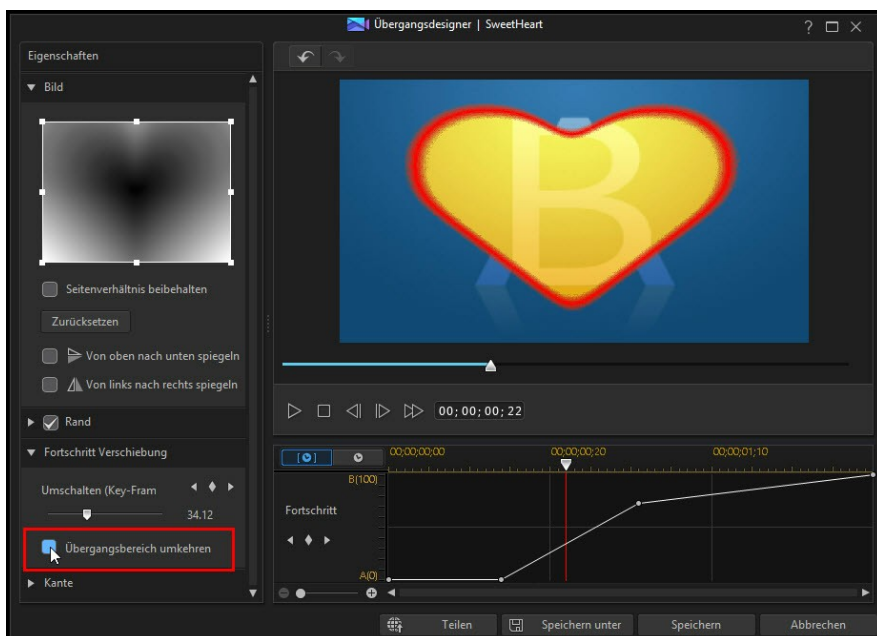 Übergangsdesigner | SweetHeart
?
Eigenschaften
Bild
Seitenverhältnis beibehalten
Zurücksetzen
Von oben nach unten spiegeln
Von links nach rechts spiegeln
Rand
Fortschritt Verschiebung
Umschalten (Key-Fram
34.12
Übergangsbereich umkehren
Kante
A
B
00;00;00;22
00;00;00;00 00;00;00;20 00;00;01;10
B(100)
Fortschritt
A(0)
Teilen Speichern unter Speichern Abbrechen